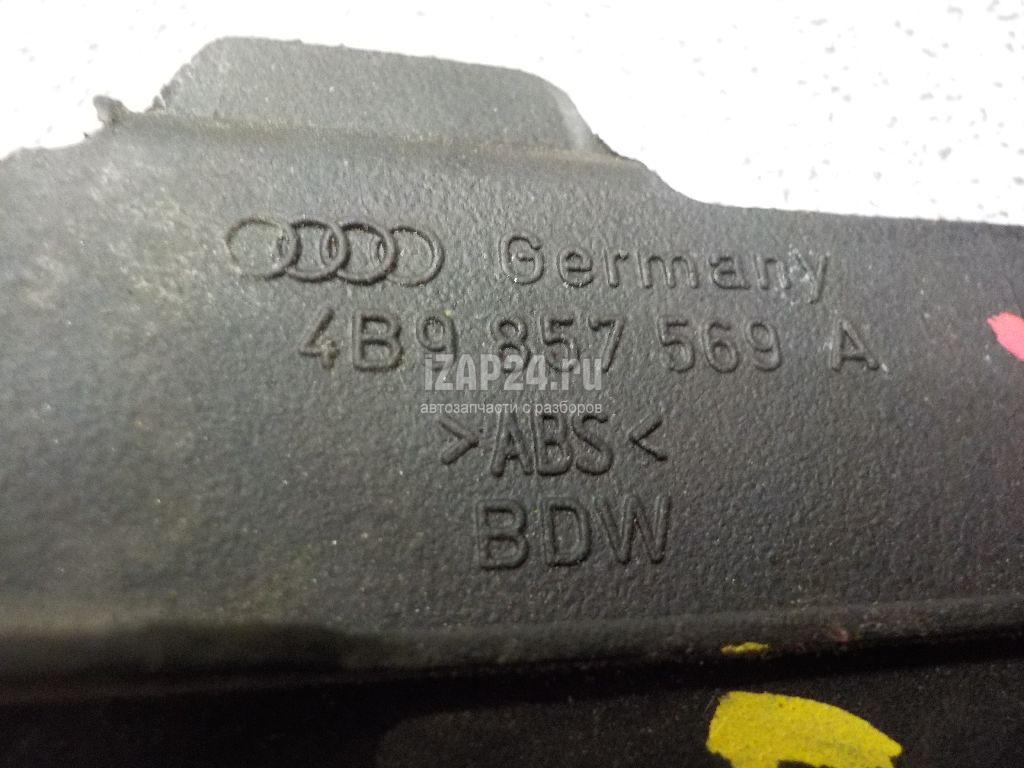 Germany
4B9 857 569 A
iZAP24.ru
автозапчасти с разборов
>ABS<
BDW